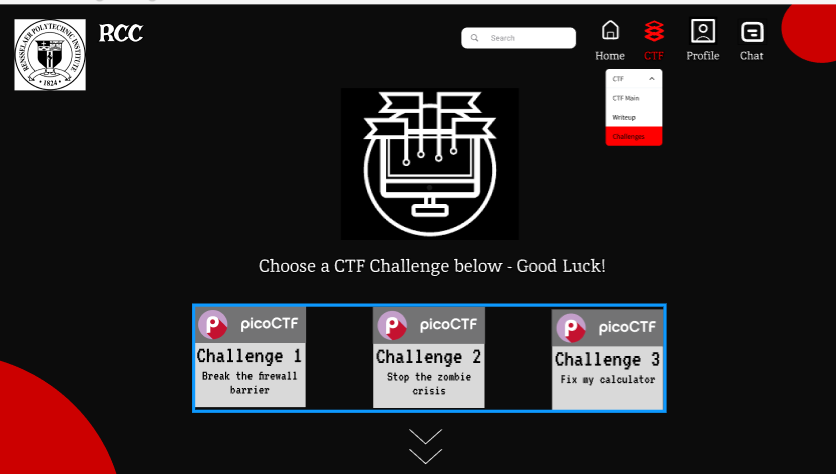 RENSSELAER POLYTECHNIC INSTITUTE
• 1824 •
RCC
Search
Home
CTF
Profile
Chat
CTF
CTF Main
Writeup
Challenges
Choose a CTF Challenge below - Good Luck!
picoCTF
Challenge 1
Break the firewall
barrier
picoCTF
Challenge 2
Stop the zombie
crisis
picoCTF
Challenge 3
Fix my calculator